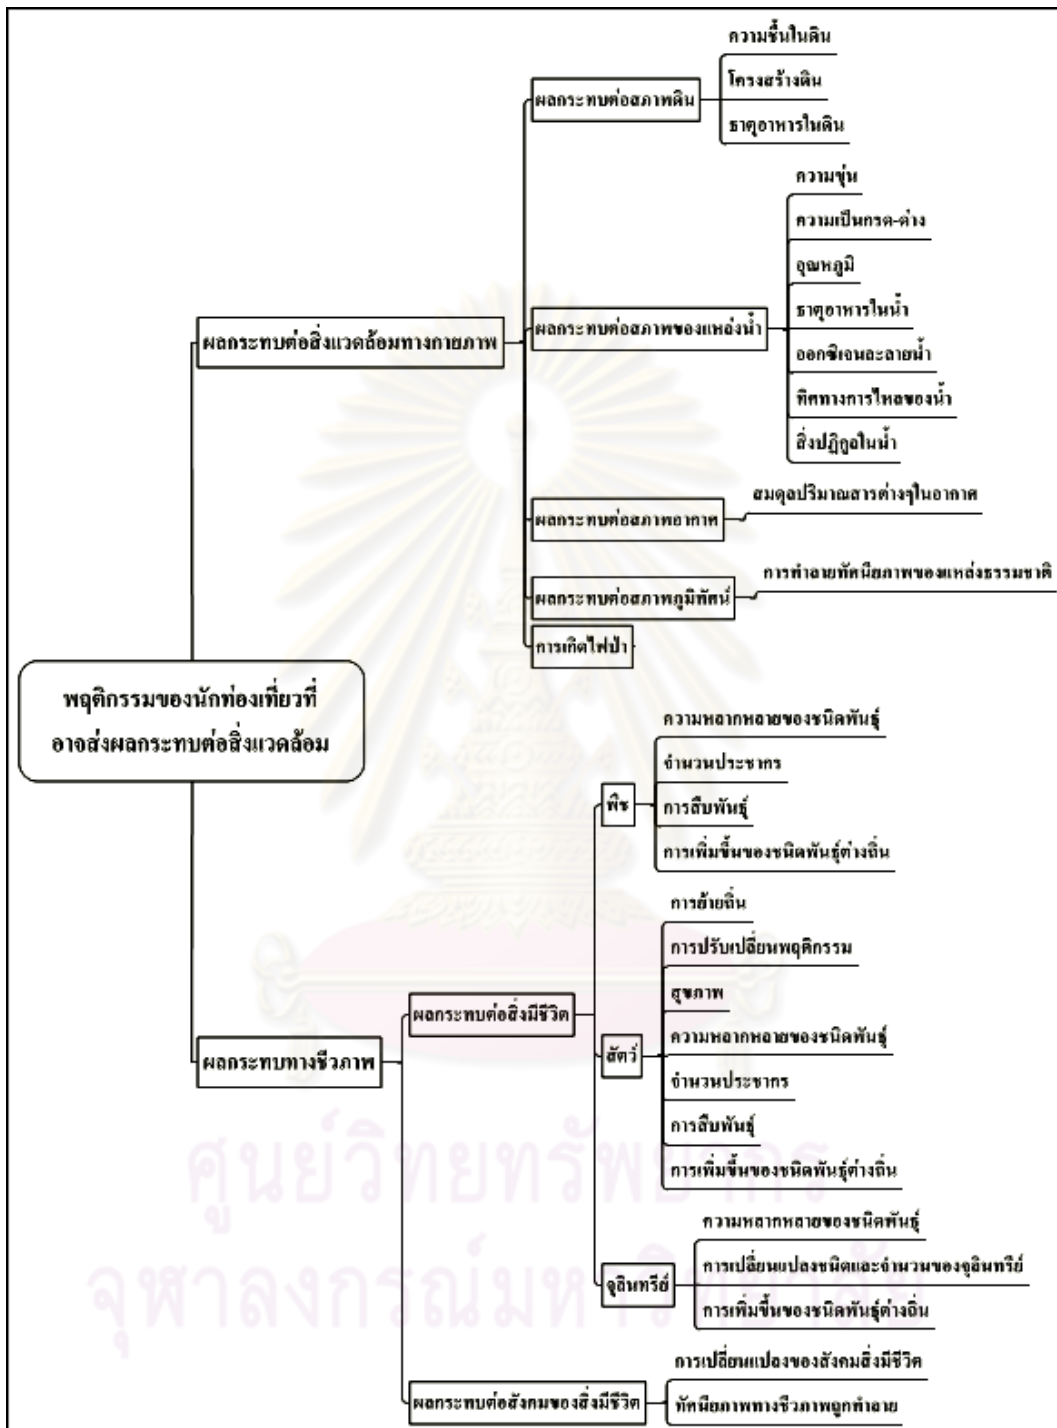 ความชื้นในดิน
ผลกระทบต่อสภาพดิน
โครงสร้างดิน
ธาตุอาหารในดิน
ความขุ่น
ความเป็นกรด-ด่าง
อุณหภูมิ
ธาตุอาหารในน้ำ
ผลกระทบต่อสิ่งแวดล้อมทางกายภาพ
ผลกระทบต่อสภาพของแหล่งน้ำ
ออกซิเจนละลายน้ำ
ทิศทางการไหลของน้ำ
สิ่งปฏิกูลในน้ำ
ผลกระทบต่อสภาพอากาศ
สมดุลปริมาณสารต่างๆในอากาศ
ผลกระทบต่อสภาพภูมิทัศน์
การทำลายทัศนียภาพของแหล่งธรรมชาติ
การเกิดไฟป่า
พฤติกรรมของนักท่องเที่ยวที่
อาจส่งผลกระทบต่อสิ่งแวดล้อม
ความหลากหลายของชนิดพันธุ์
จำนวนประชากร
พืช
การสืบพันธุ์
การเพิ่มขึ้นของชนิดพันธุ์ต่างถิ่น
การย้ายถิ่น
การปรับเปลี่ยนพฤติกรรม
ผลกระทบต่อสิ่งมีชีวิต
สุขภาพ
ผลกระทบทางชีวภาพ
สัตว์
ความหลากหลายของชนิดพันธุ์
จำนวนประชากร
การสืบพันธุ์
การเพิ่มขึ้นของชนิดพันธุ์ต่างถิ่น
ศูนย์วิทยทรัพยากร
จุฬาลงกรณ์มหาวิทยาลัย
ความหลากหลายของชนิดพันธุ์
จุลินทรีย์
การเปลี่ยนแปลงชนิดและจำนวนของจุลินทรีย์
การเพิ่มขึ้นของชนิดพันธุ์ต่างถิ่น
ผลกระทบต่อสังคมของสิ่งมีชีวิต
การเปลี่ยนแปลงของสังคมสิ่งมีชีวิต
ทัศนียภาพทางชีวภาพถูกทำลาย